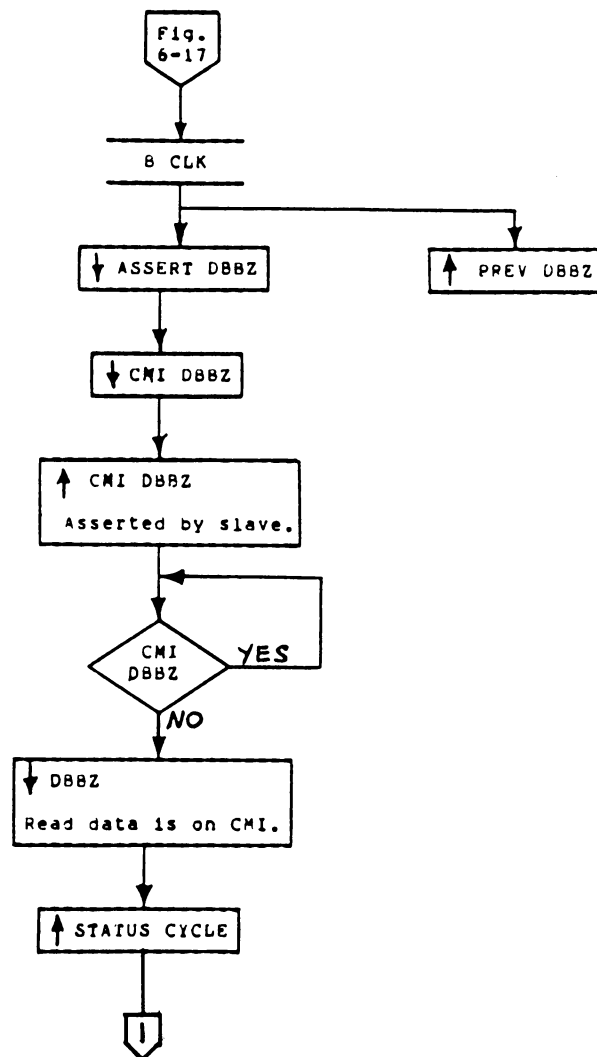 Fig.
6-17
B CLK
↓ ASSERT DBBZ
↑ PREV DBBZ
↓ CMI DBBZ
↑ CMI DBBZ
Asserted by slave.
CMI
DBBZ
YES
NO
↓ DBBZ
Read data is on CMI.
↑ STATUS CYCLE
1